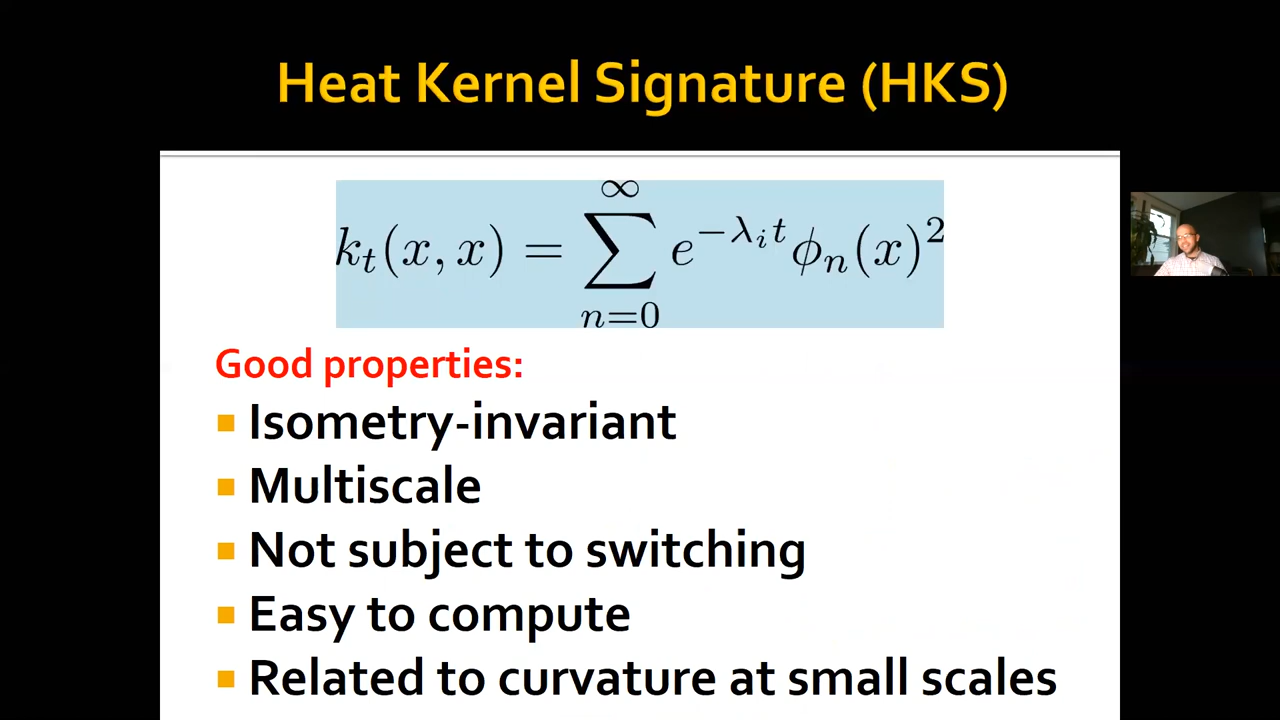 Heat Kernel Signature (HKS)
k_t(x, x) = \sum_{n=0}^{\infty} e^{-\lambda_i t} \phi_n(x)^2
Good properties:
Isometry-invariant
Multiscale
Not subject to switching
Easy to compute
Related to curvature at small scales